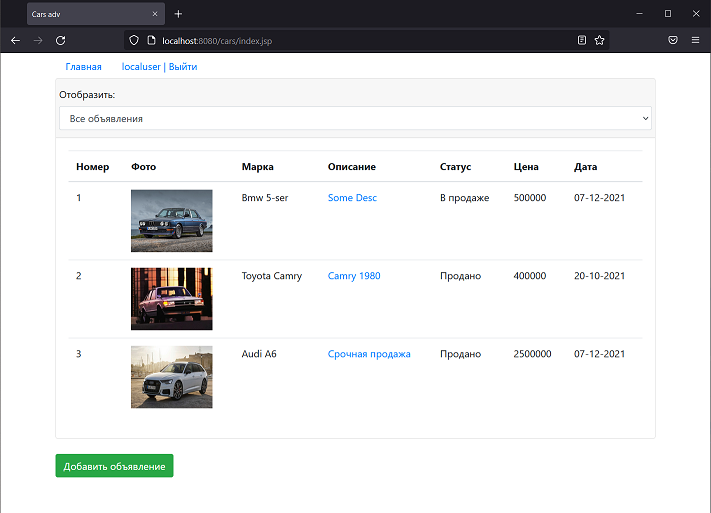 Cars adv
localhost:8080/cars/index.jsp
Главная localuser | Выйти
Отобразить:
Все объявления
Номер Фото Марка Описание Статус Цена Дата
1 Bmw 5-ser Some Desc В продаже 500000 07-12-2021
2 Toyota Camry Camry 1980 Продано 400000 20-10-2021
3 Audi A6 Срочная продажа Продано 2500000 07-12-2021
Добавить объявление